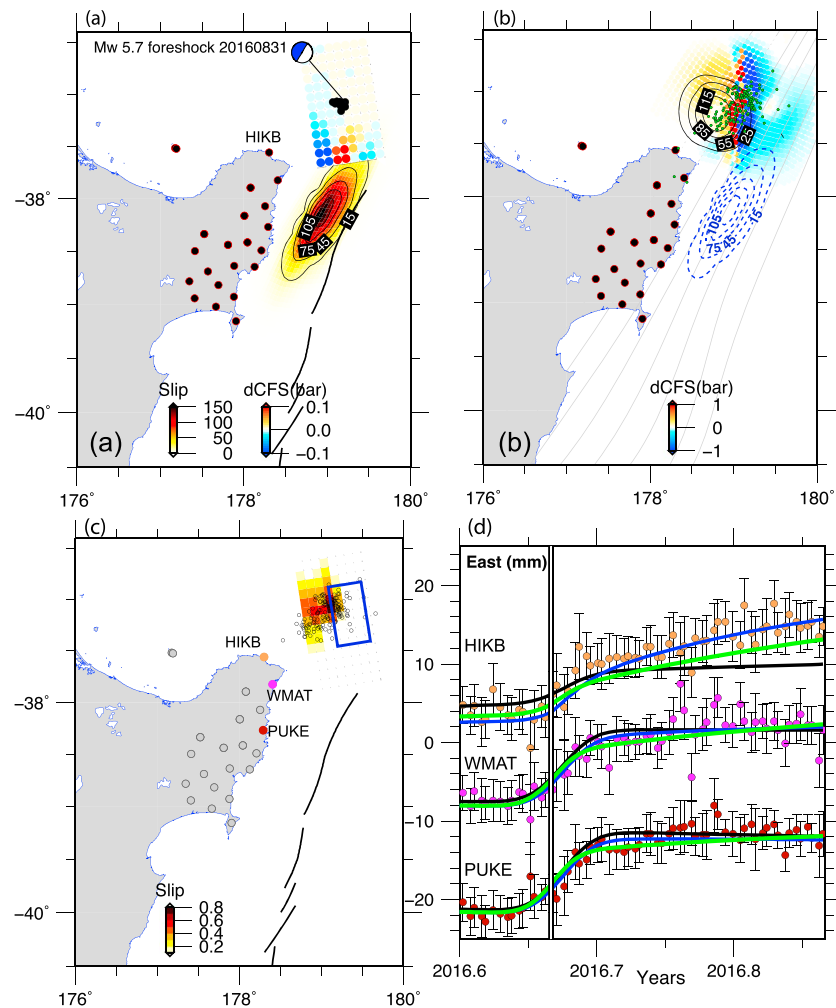 (a)
Mw 5.7 foreshock 20160831
HIKB
−38°
105
75
45
15
−40°
Slip
150
100
50
0
dCFS(bar)
0.1
0.0
−0.1
(a)
176°
178°
180°
(b)
115
85
55
25
105
75
45
15
dCFS(bar)
1
0
−1
(b)
176°
178°
180°
(c)
HIKB
WMAT
PUKE
−38°
−40°
Slip
0.8
0.6
0.4
0.2
176°
178°
180°
(d)
East (mm)
20
10
0
−10
−20
HIKB
WMAT
PUKE
2016.6
2016.7
2016.8
Years